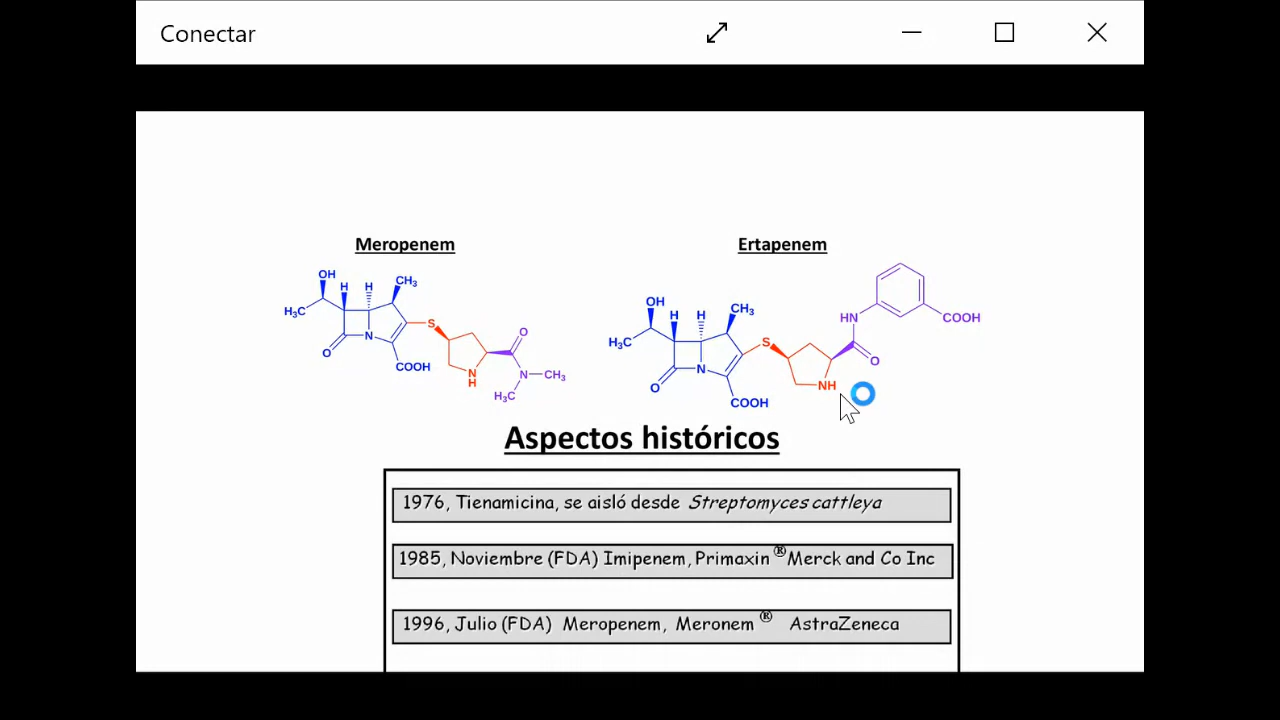 Conectar
Meropenem
Ertapenem
OH
H H CH₃
H₃C
S
O
N
COOH
O
N
H
N CH₃
H₃C
OH
H H CH₃
H₃C
S
O
N
COOH
HN
COOH
O
NH
Aspectos históricos
1976, Tienamicina, se aisló desde Streptomyces cattleya
1985, Noviembre (FDA) Imipenem, Primaxin ® Merck and Co Inc
1996, Julio (FDA) Meropenem, Meronem ® AstraZeneca